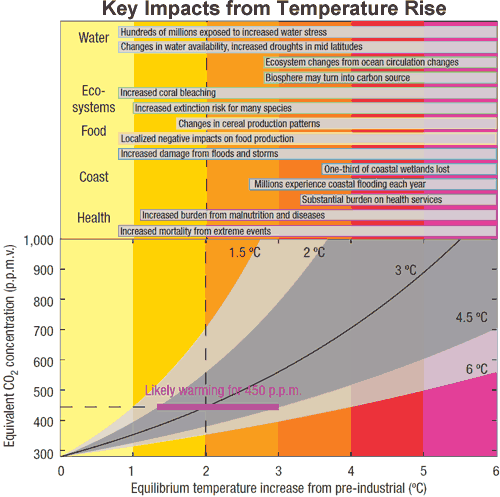 Key Impacts from Temperature Rise
Water
Hundreds of millions exposed to increased water stress
Changes in water availability, increased droughts in mid latitudes
Ecosystem changes from ocean circulation changes
Biosphere may turn into carbon source
Eco-
systems
Increased coral bleaching
Increased extinction risk for many species
Food
Changes in cereal production patterns
Localized negative impacts on food production
Increased damage from floods and storms
Coast
One-third of coastal wetlands lost
Millions experience coastal flooding each year
Substantial burden on health services
Health
Increased burden from malnutrition and diseases
Increased mortality from extreme events
Equivalent CO2 concentration (p.p.m.v.)
1,000
900
800
700
600
500
400
300
1.5 ºC
2 ºC
3 ºC
4.5 ºC
6 ºC
Likely warming for 450 p.p.m.
0 1 2 3 4 5 6
Equilibrium temperature increase from pre-industrial (ºC)